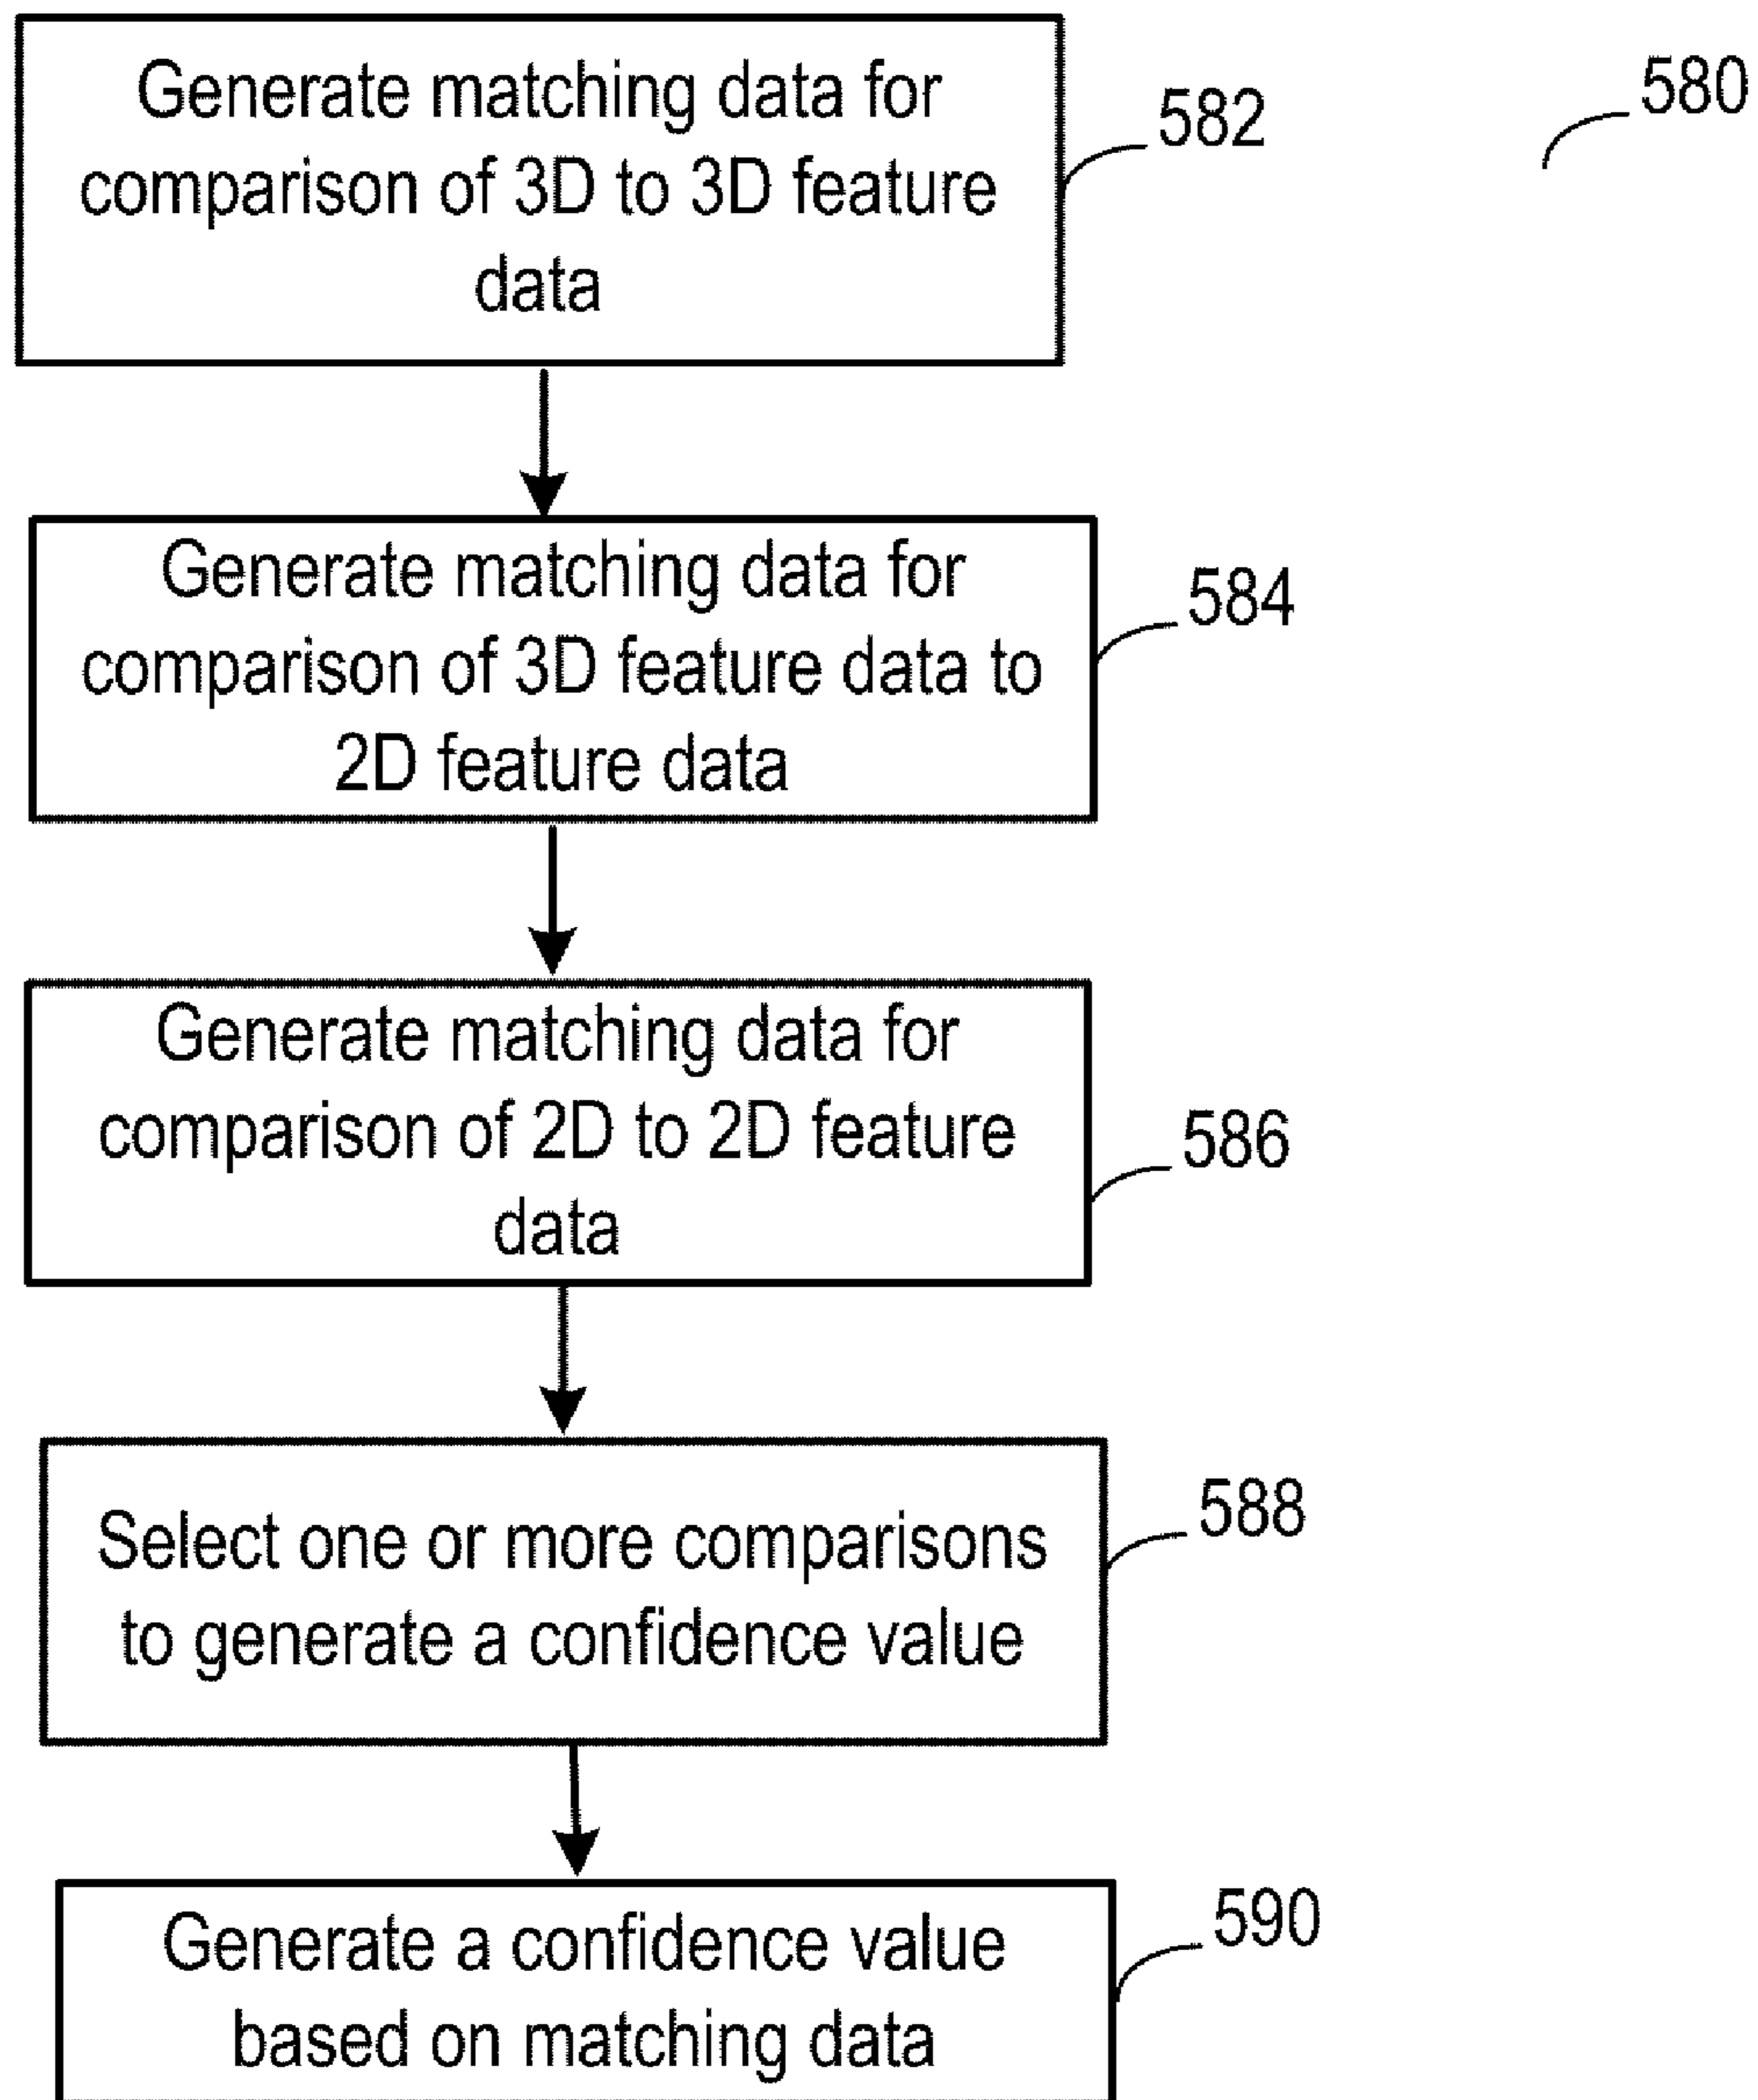 580
Generate matching data for
comparison of 3D to 3D feature
data
582
Generate matching data for
comparison of 3D feature data to
2D feature data
584
Generate matching data for
comparison of 2D to 2D feature
data
586
Select one or more comparisons
to generate a confidence value
588
Generate a confidence value
based on matching data
590